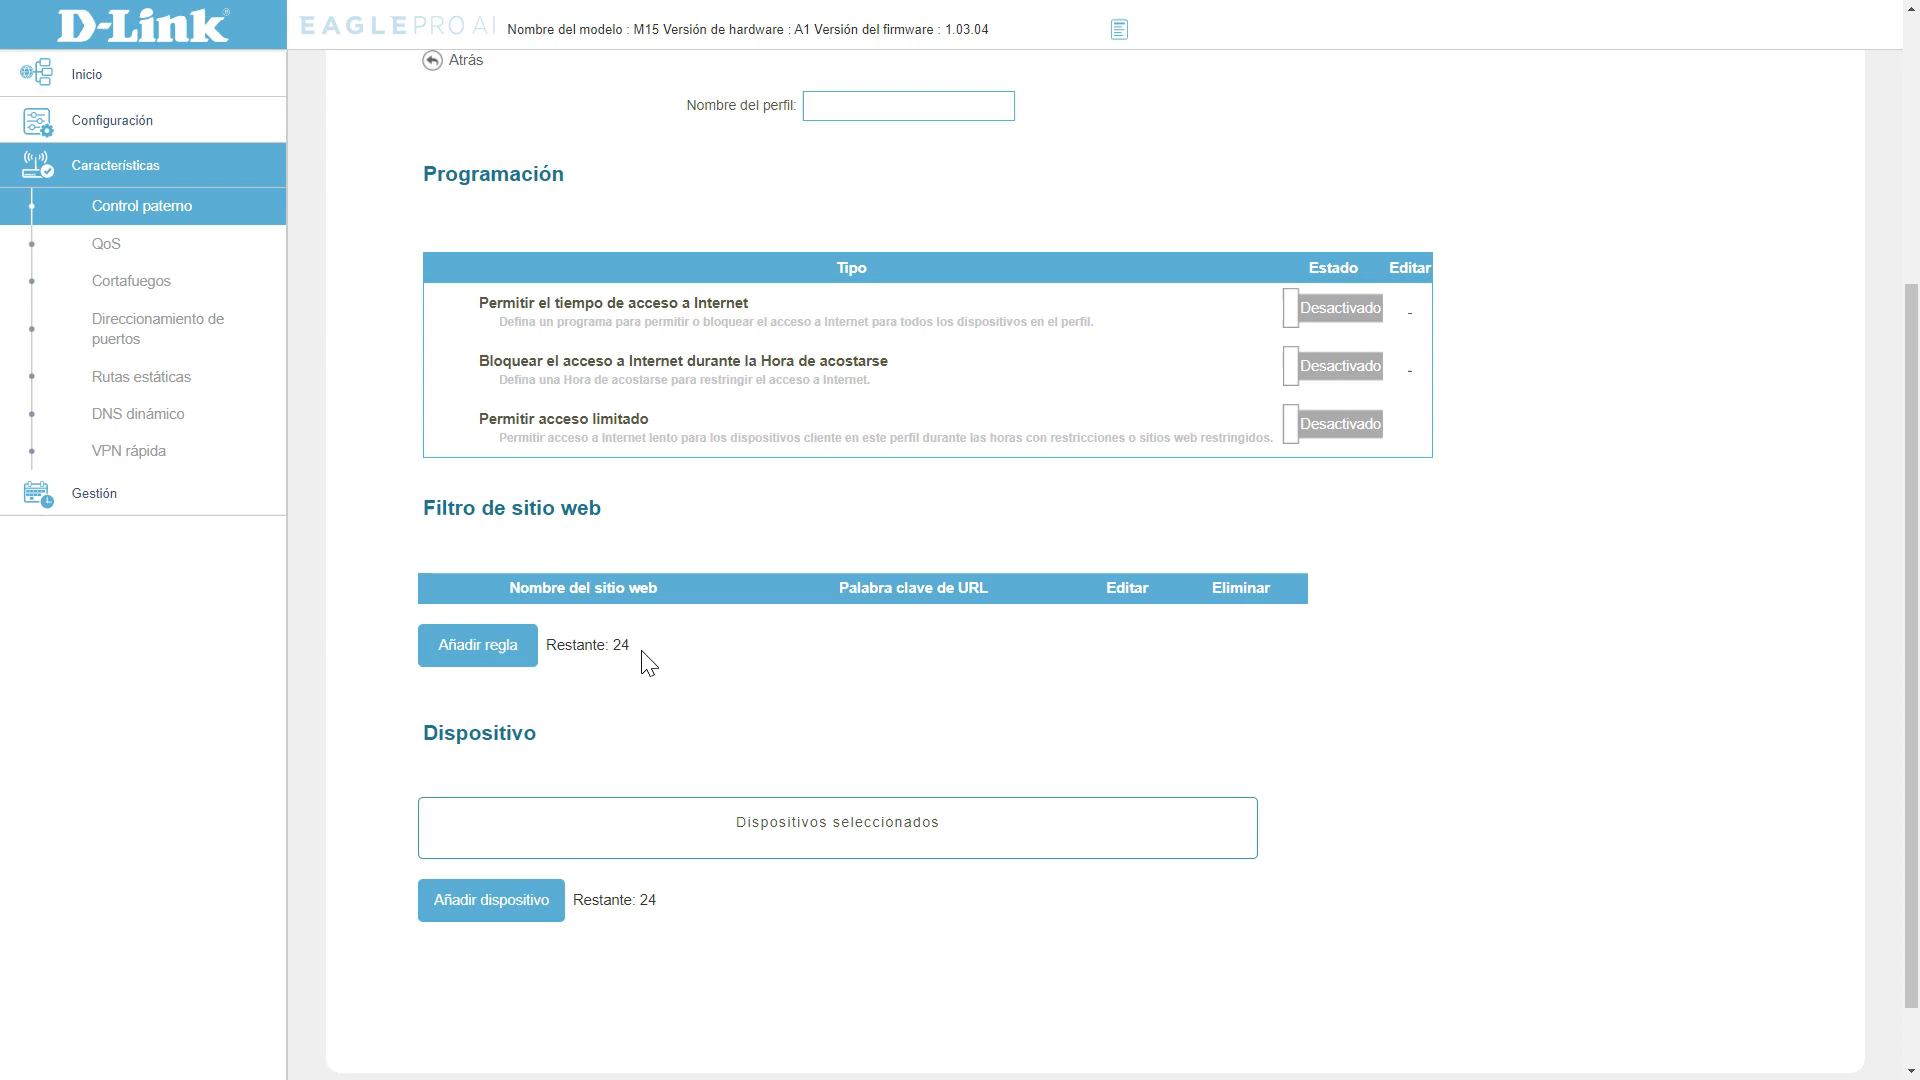 D-Link®
EAGLE PRO AI
Nombre del modelo : M15 Versión de hardware : A1 Versión del firmware : 1.03.04
Inicio
Configuración
Características
Control paterno
QoS
Cortafuegos
Direccionamiento de
puertos
Rutas estáticas
DNS dinámico
VPN rápida
Gestión
Atrás
Nombre del perfil:
Programación
Tipo Estado Editar
Permitir el tiempo de acceso a Internet
Defina un programa para permitir o bloquear el acceso a Internet para todos los dispositivos en el perfil.
Desactivado -
Bloquear el acceso a Internet durante la Hora de acostarse
Defina una Hora de acostarse para restringir el acceso a Internet.
Desactivado -
Permitir acceso limitado
Permitir acceso a Internet lento para los dispositivos cliente en este perfil durante las horas con restricciones o sitios web restringidos.
Desactivado
Filtro de sitio web
Nombre del sitio web Palabra clave de URL Editar Eliminar
Añadir regla Restante: 24
Dispositivo
Dispositivos seleccionados
Añadir dispositivo Restante: 24